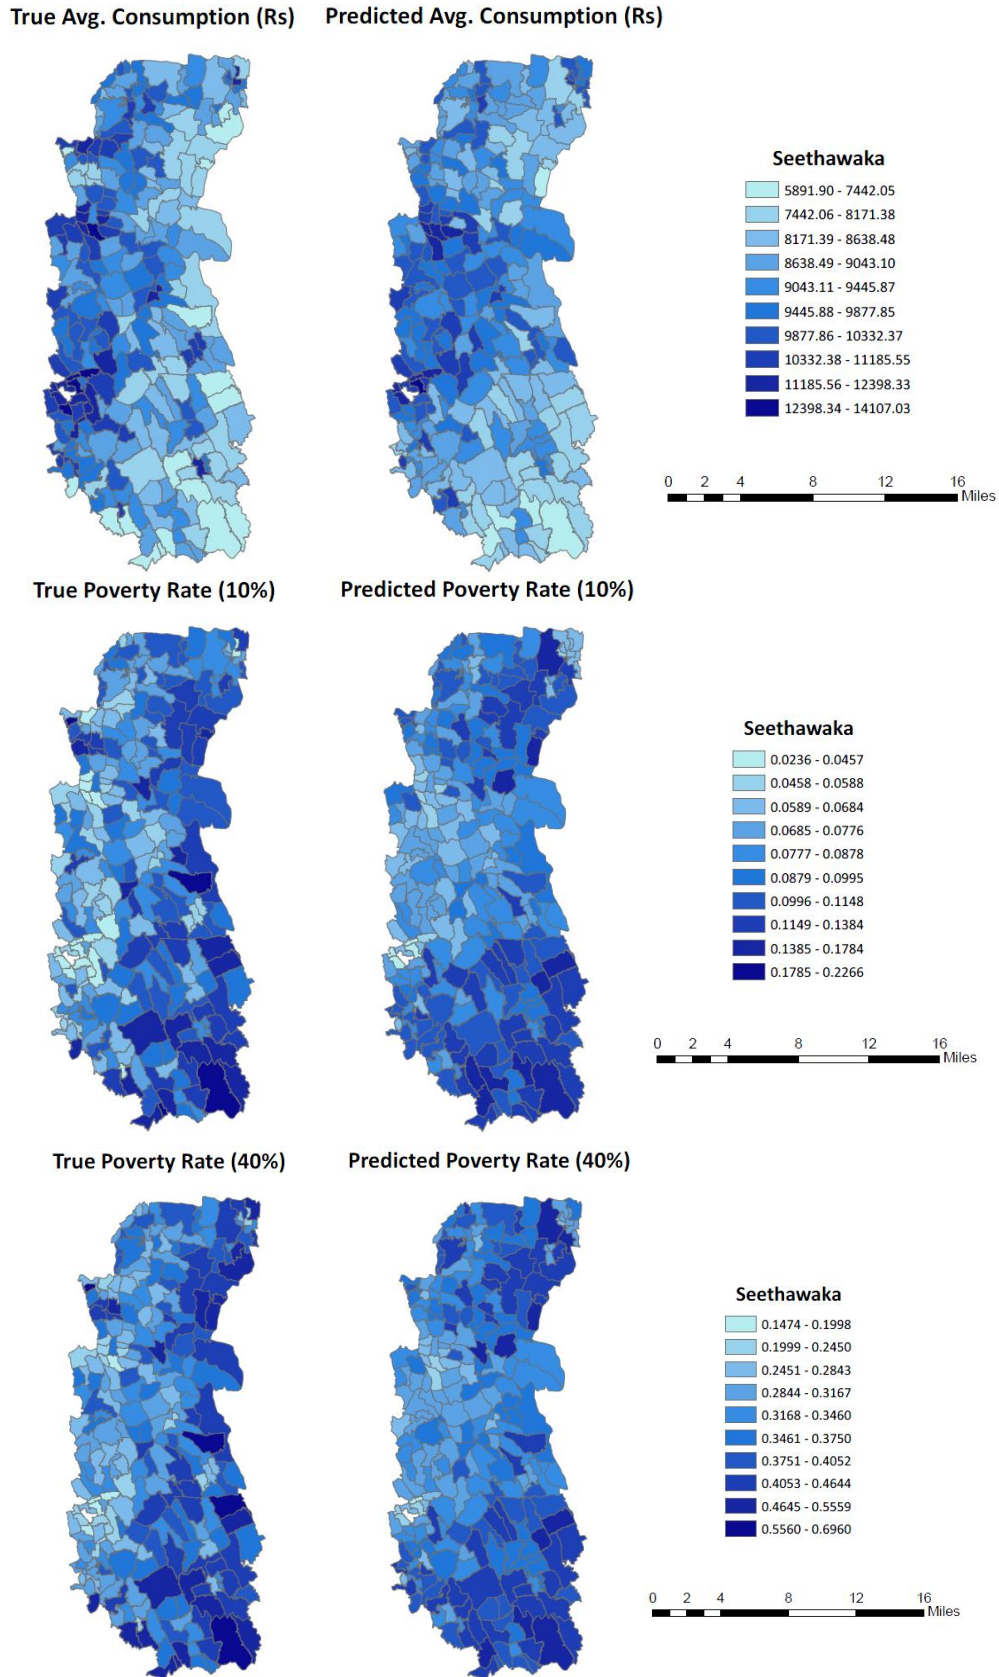 True Avg. Consumption (Rs)
Predicted Avg. Consumption (Rs)
Seethawaka
5891.90 - 7442.05
7442.06 - 8171.38
8171.39 - 8638.48
8638.49 - 9043.10
9043.11 - 9445.87
9445.88 - 9877.85
9877.86 - 10332.37
10332.38 - 11185.55
11185.56 - 12398.33
12398.34 - 14107.03
0 2 4 8 12 16
Miles
True Poverty Rate (10%)
Predicted Poverty Rate (10%)
Seethawaka
0.0236 - 0.0457
0.0458 - 0.0588
0.0589 - 0.0684
0.0685 - 0.0776
0.0777 - 0.0878
0.0879 - 0.0995
0.0996 - 0.1148
0.1149 - 0.1384
0.1385 - 0.1784
0.1785 - 0.2266
0 2 4 8 12 16
Miles
True Poverty Rate (40%)
Predicted Poverty Rate (40%)
Seethawaka
0.1474 - 0.1998
0.1999 - 0.2450
0.2451 - 0.2843
0.2844 - 0.3167
0.3168 - 0.3460
0.3461 - 0.3750
0.3751 - 0.4052
0.4053 - 0.4644
0.4645 - 0.5559
0.5560 - 0.6960
0 2 4 8 12 16
Miles